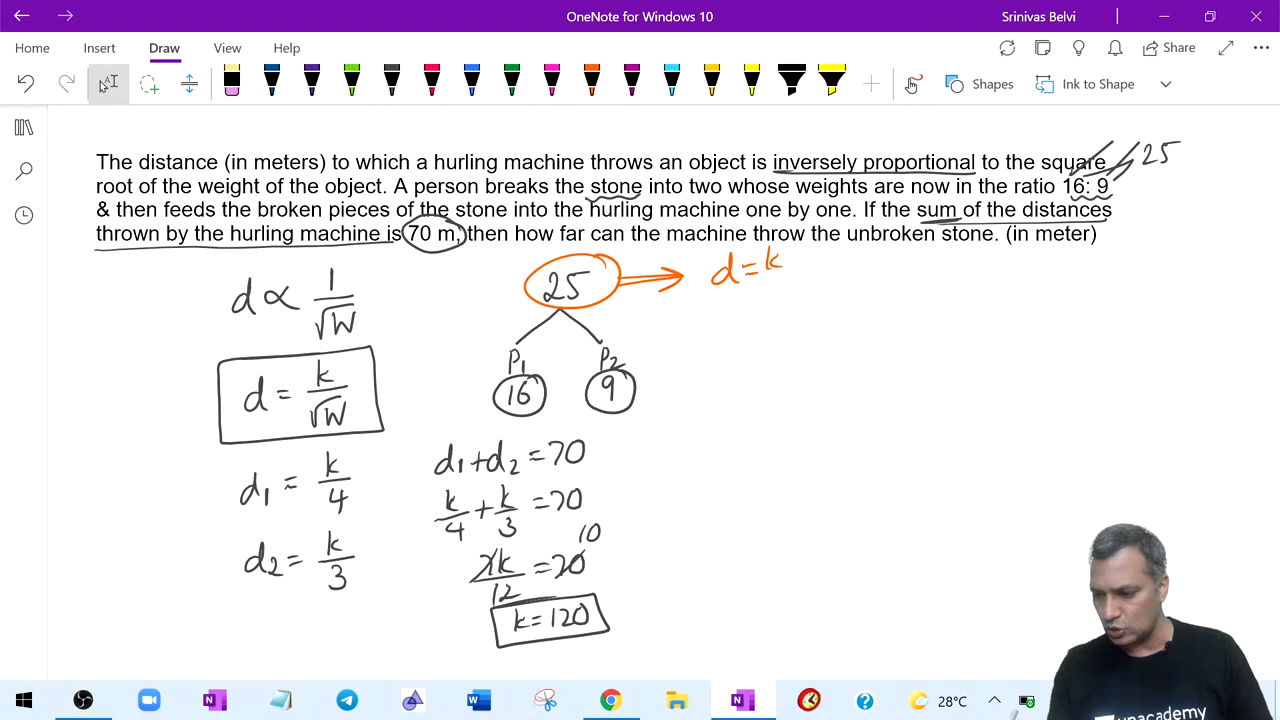 OneNote for Windows 10
Srinivas Belvi
Home Insert Draw View Help
Share
Shapes
Ink to Shape
The distance (in meters) to which a hurling machine throws an object is inversely proportional to the square
25
root of the weight of the object. A person breaks the stone into two whose weights are now in the ratio 16: 9
& then feeds the broken pieces of the stone into the hurling machine one by one. If the sum of the distances
thrown by the hurling machine is 70 m, then how far can the machine throw the unbroken stone. (in meter)
d ∝ 1/√W
d = k/√W
d1 = k/4
d2 = k/3
25
d = k
P1 P2
16 9
d1+d2 = 70
k/4 + k/3 = 70
10
7k/12 = 70
k = 120
28°C
unacademy